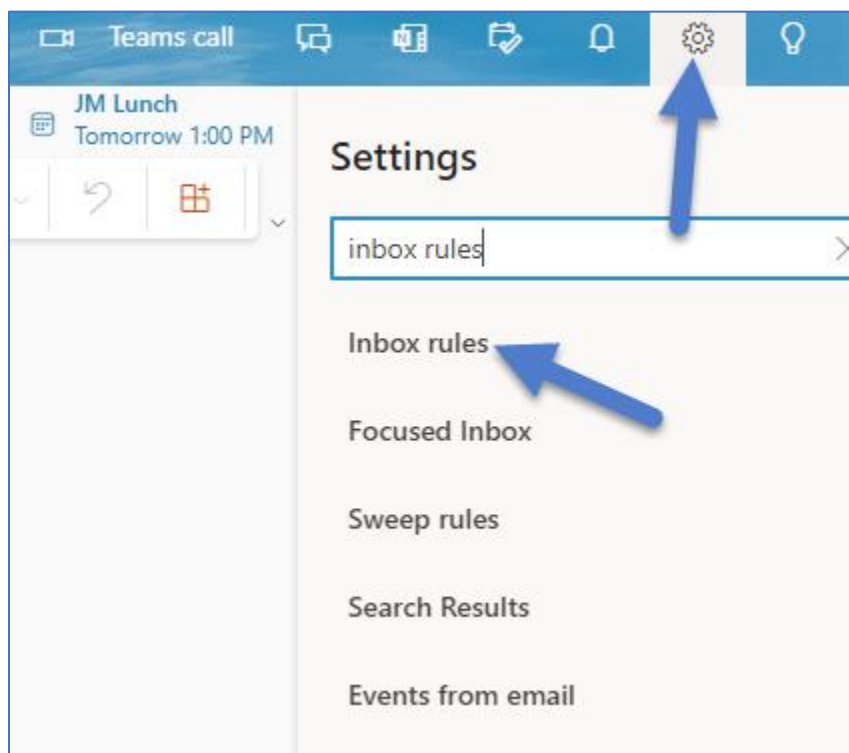 Teams call
JM Lunch
Tomorrow 1:00 PM
Settings
inbox rules
Inbox rules
Focused Inbox
Sweep rules
Search Results
Events from email